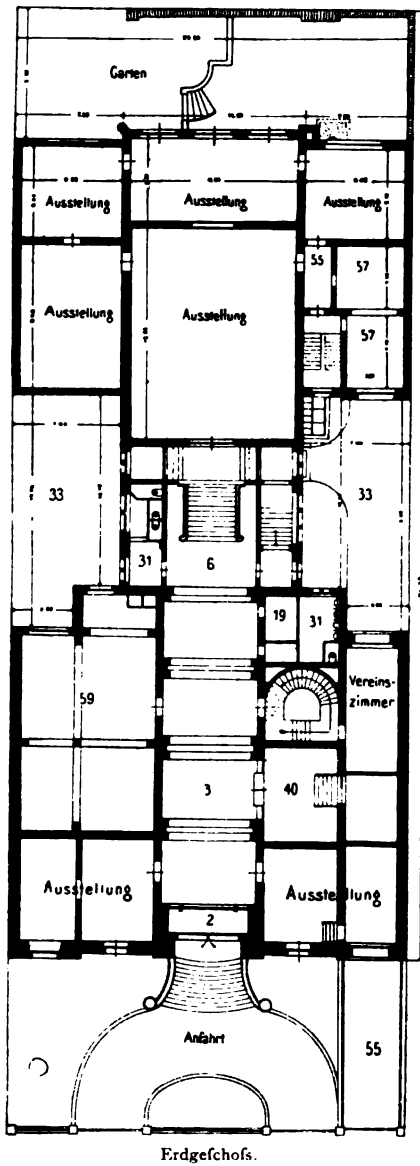 Garten
Ausstellung
Ausstellung
Ausstellung
55
57
Ausstellung
Ausstellung
57
33
33
31
6
19
31
59
Vereins-
zimmer
3
40
Ausstellung
Ausstellung
2
Anfahrt
55
Erdgeſchoſs.